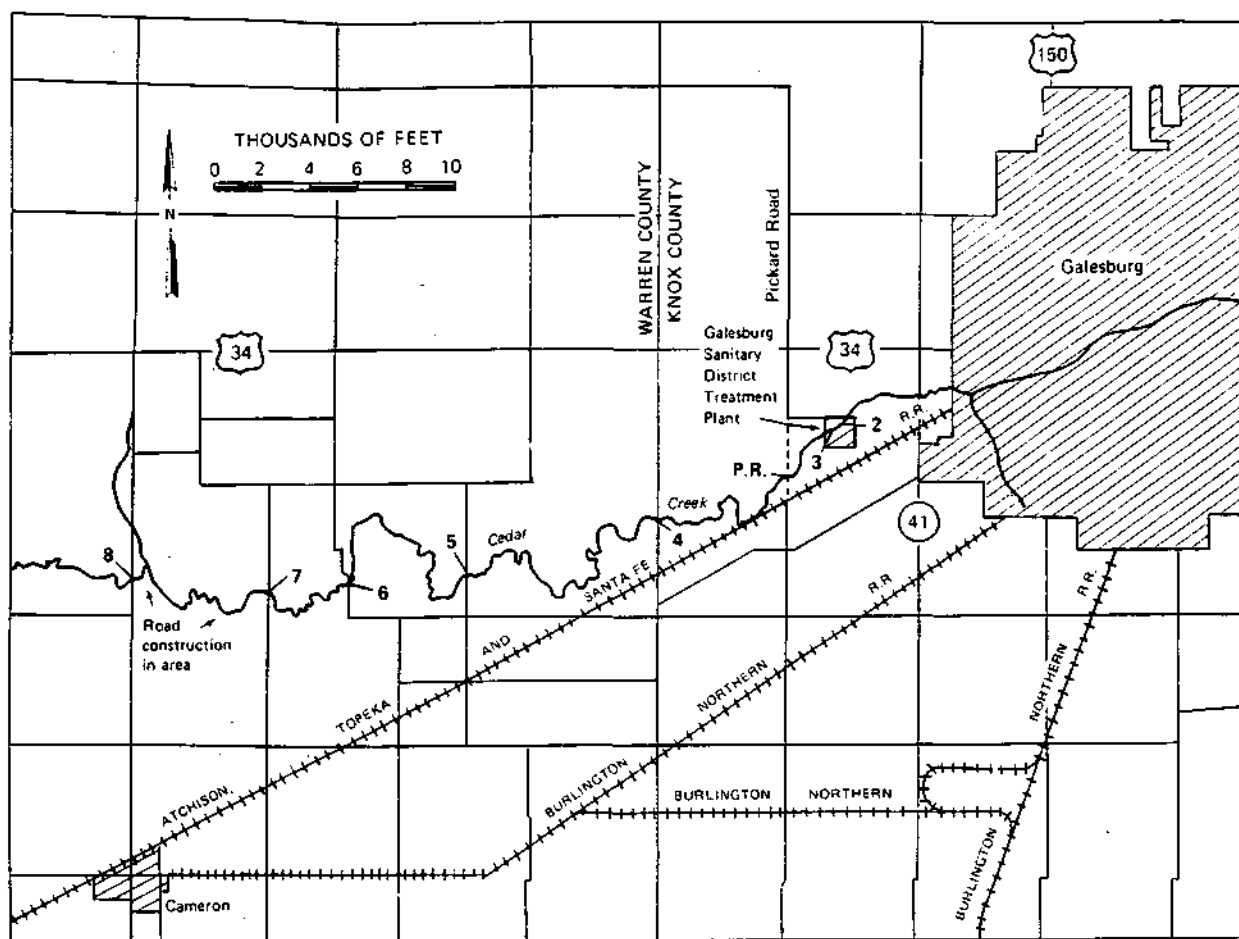 150
THOUSANDS OF FEET
0 2 4 6 8 10
N
WARREN COUNTY
KNOX COUNTY
Pickard Road
Galesburg
Galesburg
Sanitary
District
Treatment
Plant
34
34
2
R.R.
3
P.R.
Creek
Cedar
4
41
5
8
7
6
SANTA FE
R.R.
R.R.
Road
construction
in area
AND
TOPEKA
NORTHERN
NORTHERN
ATCHISON,
BURLINGTON
BURLINGTON NORTHERN
BURLINGTON
Cameron